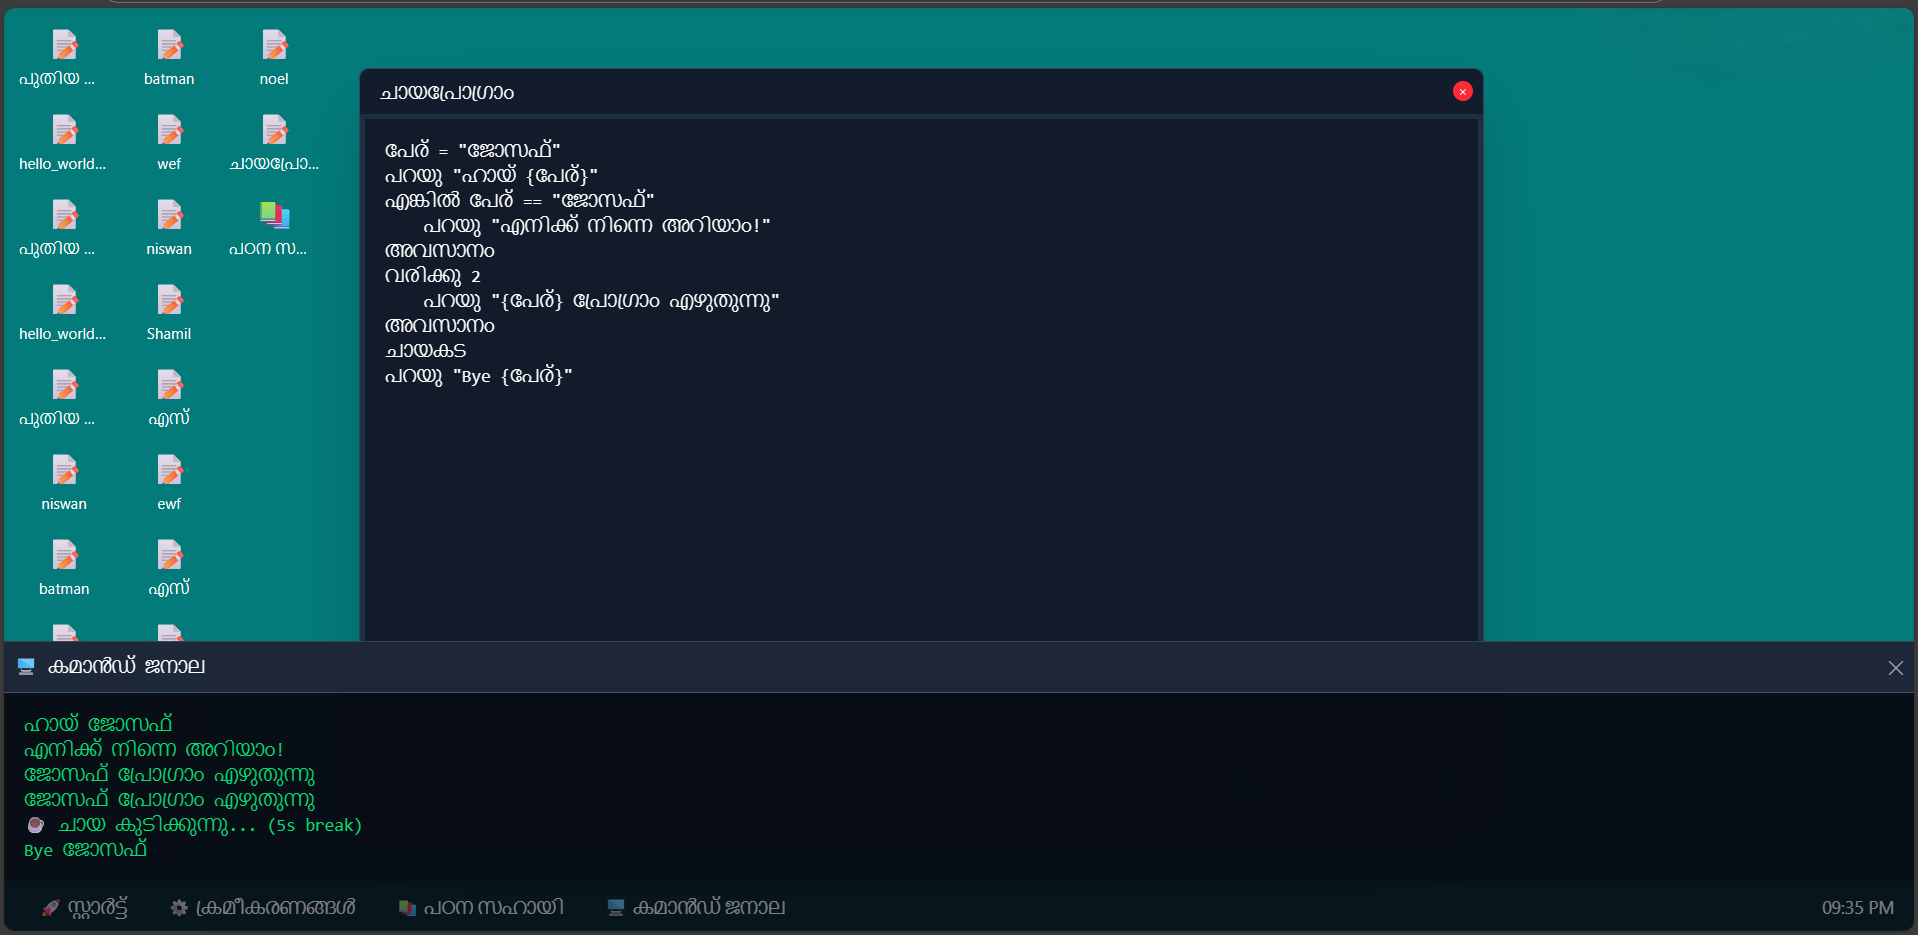 പുതിയ ...
hello_world...
പുതിയ ...
hello_world...
പുതിയ ...
niswan
batman
batman
wef
niswan
Shamil
എസ്
ewf
എസ്
noel
ചായപ്രോ...
പഠന സ...
ചായപ്രോഗ്രാം
പേര് = "ജോസഫ്"
പറയു "ഹായ് {പേര്}"
എങ്കിൽ പേര് == "ജോസഫ്"
പറയു "എനിക്ക് നിന്നെ അറിയാം!"
അവസാനം
വരിക്കു 2
പറയു "{പേര്} പ്രോഗ്രാം എഴുതുന്നു"
അവസാനം
ചായകട
പറയു "Bye {പേര്}"
കമാൻഡ് ജനാല
ഹായ് ജോസഫ്
എനിക്ക് നിന്നെ അറിയാം!
ജോസഫ് പ്രോഗ്രാം എഴുതുന്നു
ജോസഫ് പ്രോഗ്രാം എഴുതുന്നു
ചായ കുടിക്കുന്നു... (5s break)
Bye ജോസഫ്
സ്റ്റാർട്ട് ക്രമീകരണങ്ങൾ പഠന സഹായി കമാൻഡ് ജനാല 09:35 PM